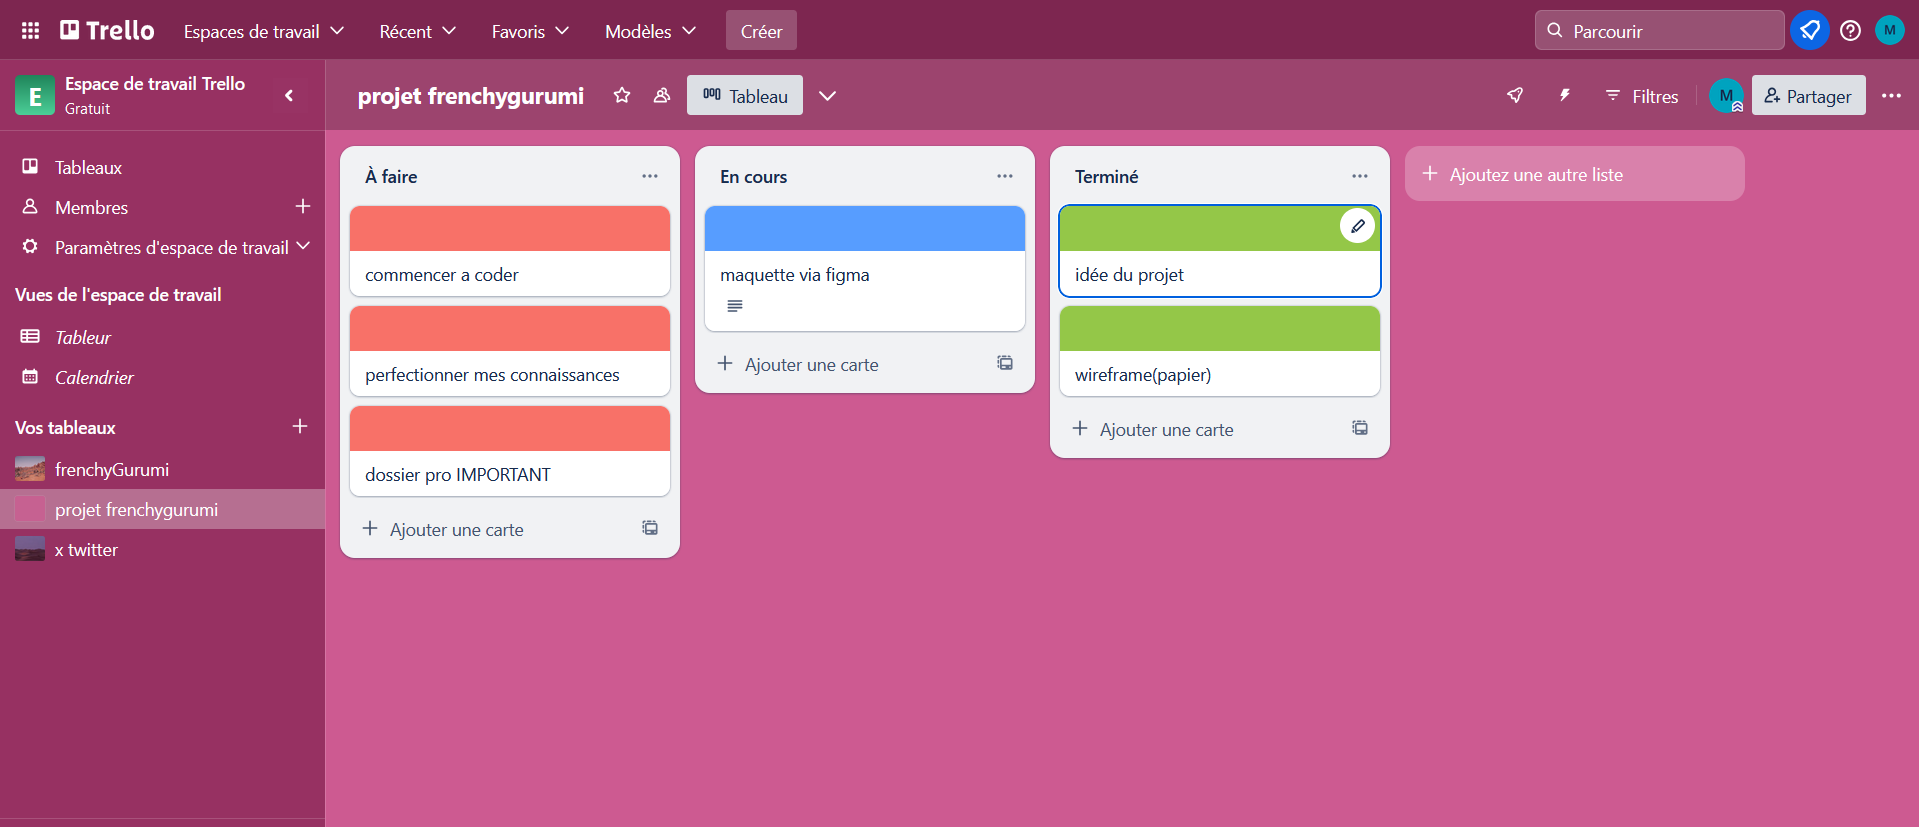 Trello
Espaces de travail
Récent
Favoris
Modèles
Créer
Parcourir
M
E
Espace de travail Trello
Gratuit
projet frenchygurumi
Tableau
Filtres
M
Partager
Tableaux
Membres
Paramètres d'espace de travail
Vues de l'espace de travail
Tableur
Calendrier
Vos tableaux
frenchyGurumi
projet frenchygurumi
x twitter
À faire
commencer a coder
perfectionner mes connaissances
dossier pro IMPORTANT
Ajouter une carte
En cours
maquette via figma
Ajouter une carte
Terminé
idée du projet
wireframe(papier)
Ajouter une carte
Ajoutez une autre liste